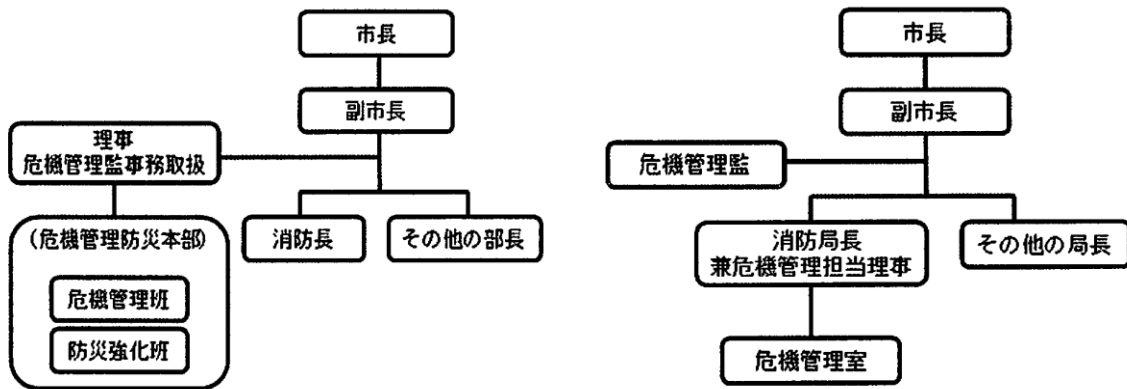 市長
副市長
理事
危機管理監事務取扱
(危機管理防災本部)
危機管理班
防災強化班
消防長
その他の部長
市長
副市長
危機管理監
消防局長
兼危機管理担当理事
その他の局長
危機管理室